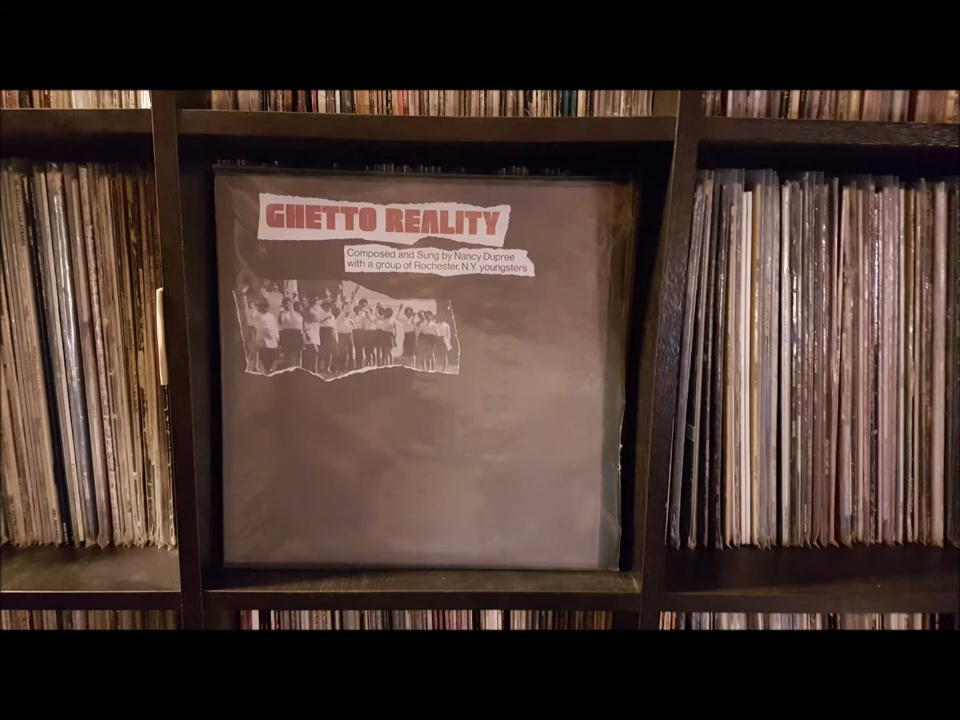 GHETTO REALITY
Composed and Sung by Nancy Dupree
with a group of Rochester, N.Y. youngsters